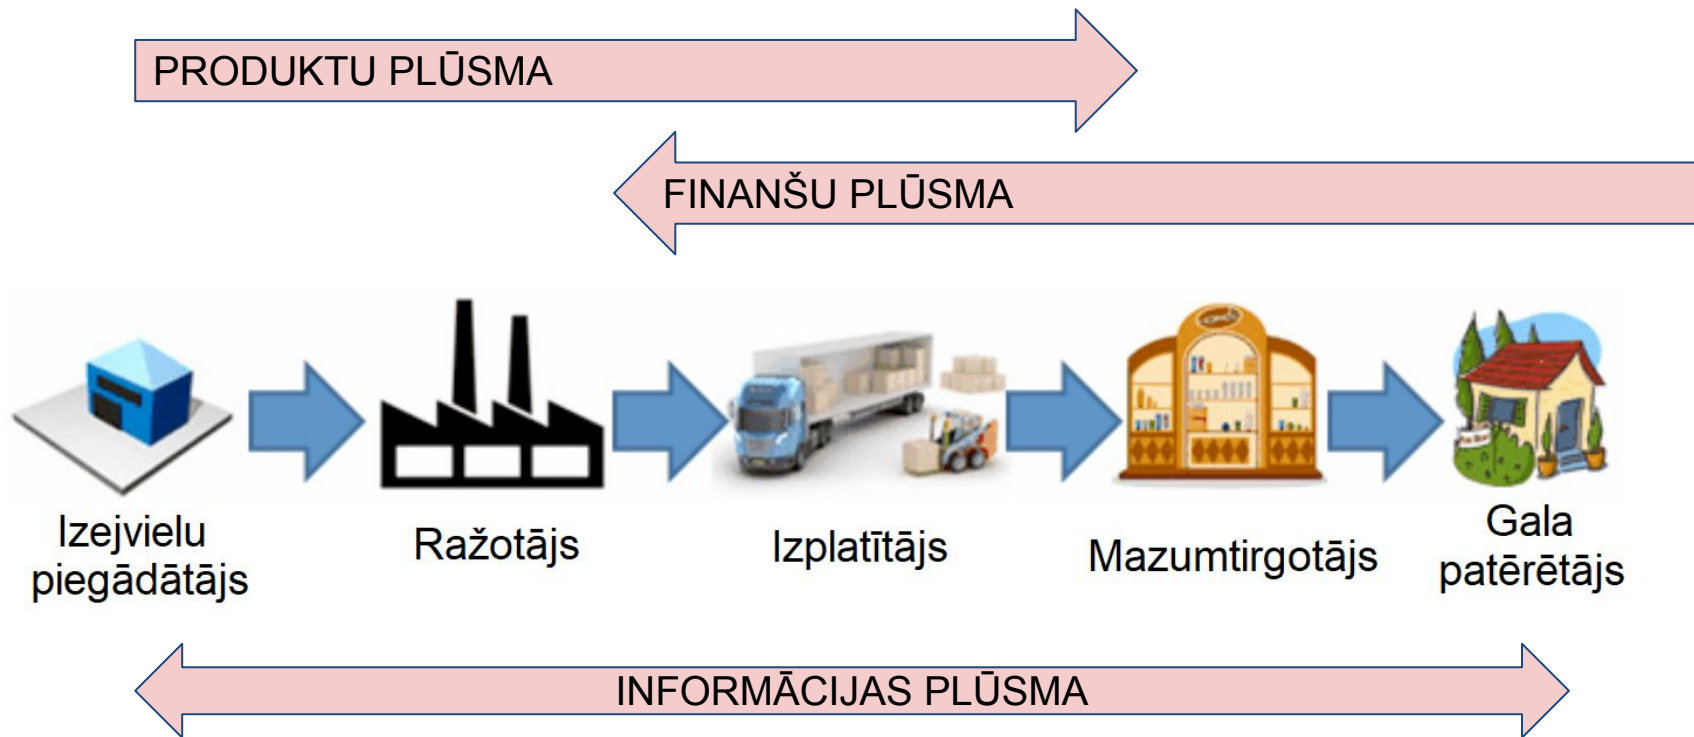 PRODUKTU PLŪSMA
FINANŠU PLŪSMA
Izejvielu
piegādātājs
Ražotājs
Izplatītājs
Mazumtirgotājs
Gala
patērētājs
INFORMĀCIJAS PLŪSMA